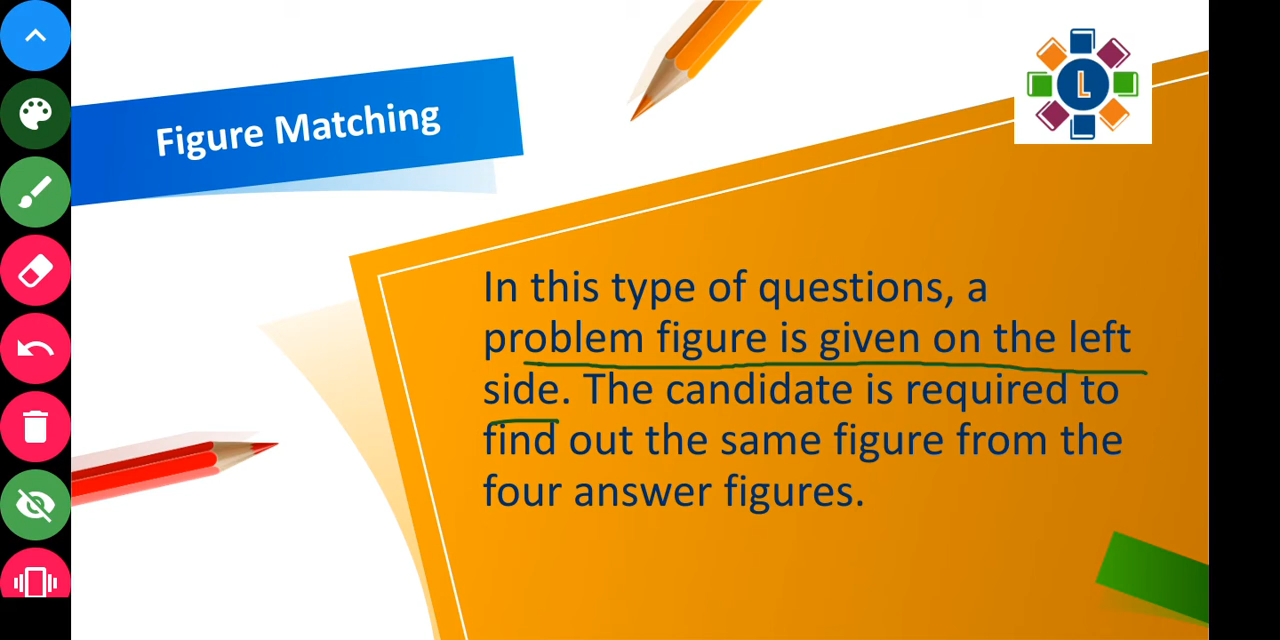 Figure Matching
L
In this type of questions, a
problem figure is given on the left
side. The candidate is required to
find out the same figure from the
four answer figures.